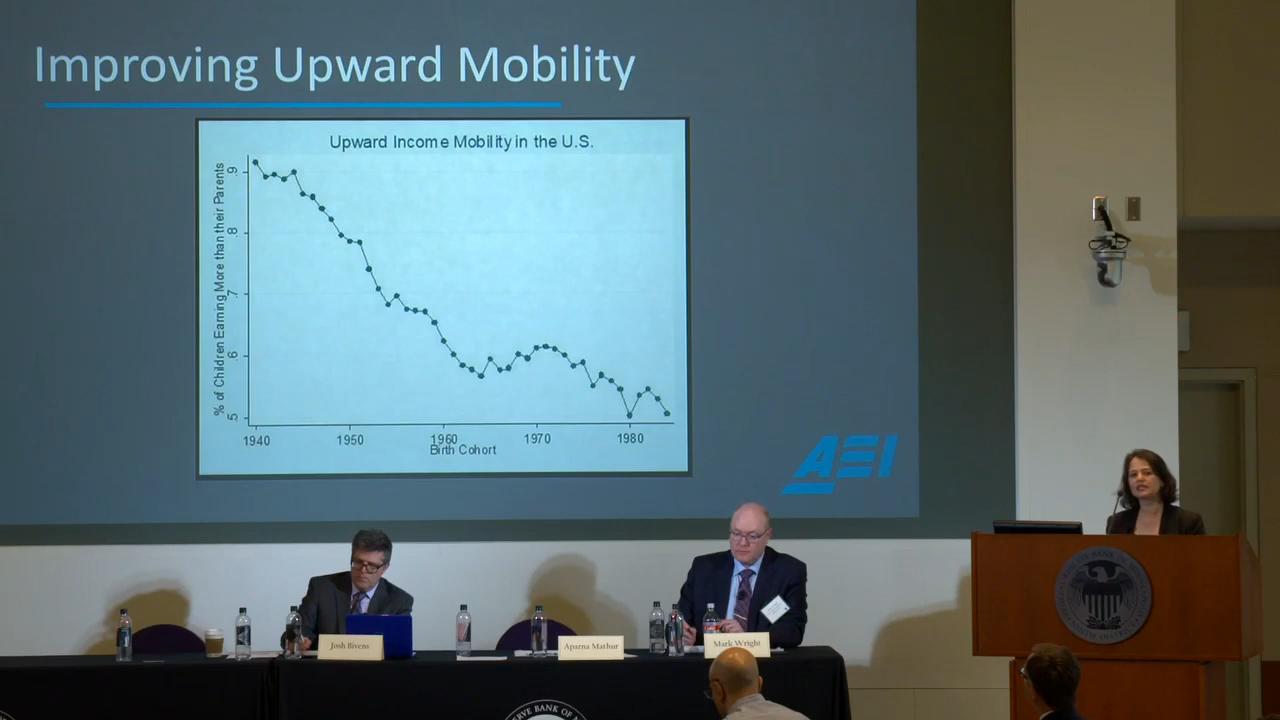 Improving Upward Mobility
Upward Income Mobility in the U.S.
% of Children Earning More than their Parents
.9
.8
.7
.6
.5
1940 1950 1960 1970 1980
Birth Cohort
AEI
Josh Bivens
Aparna Mathur
Mark Wright